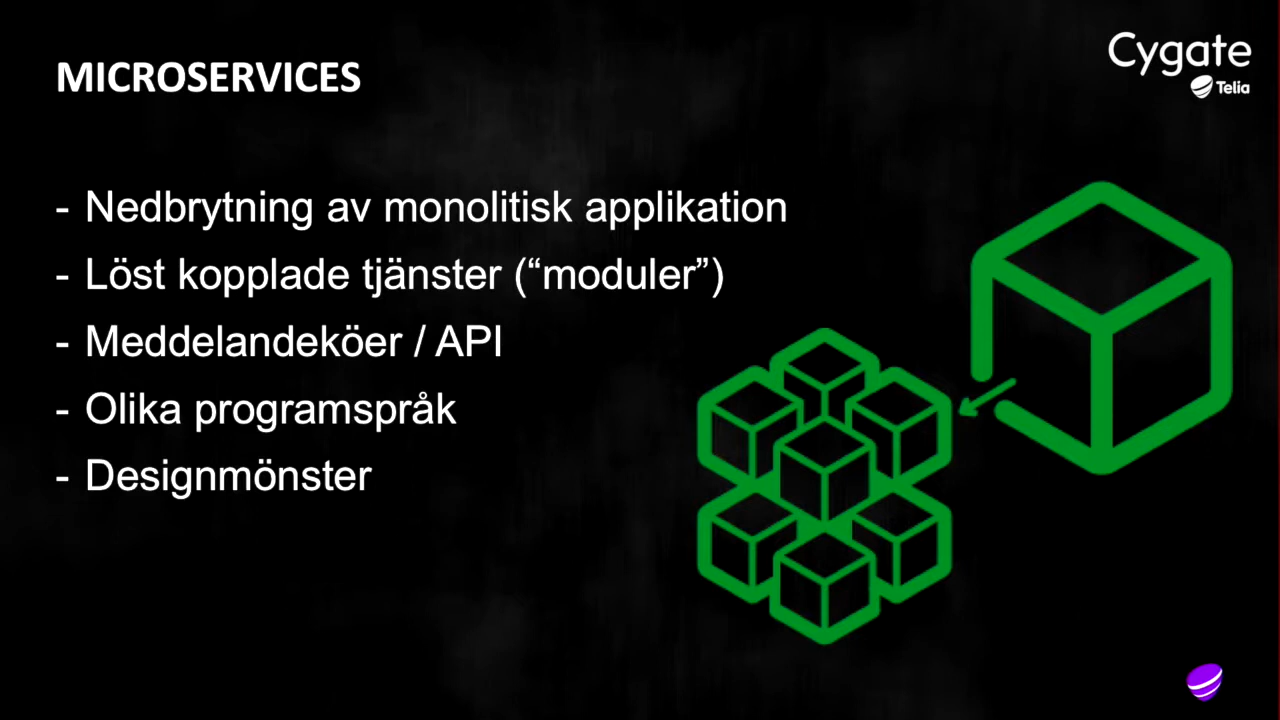 MICROSERVICES
Cygate
Telia
- Nedbrytning av monolitisk applikation
- Löst kopplade tjänster (“moduler”)
- Meddelandeköer / API
- Olika programspråk
- Designmönster